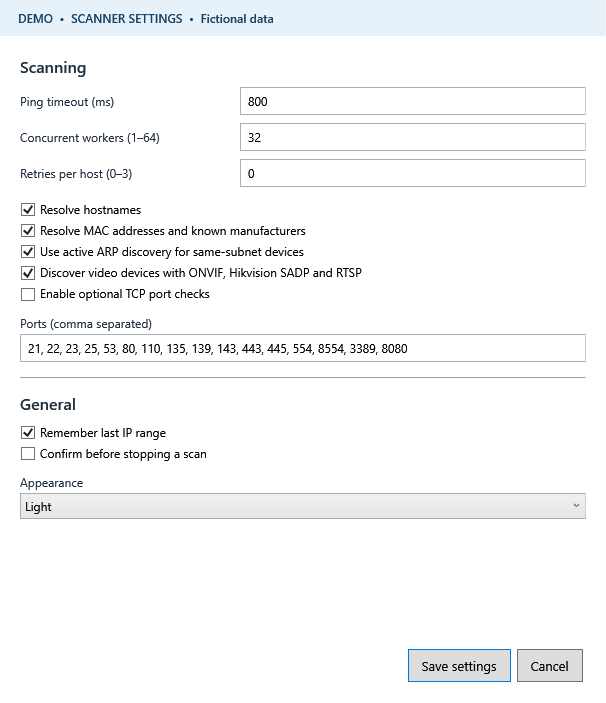 DEMO • SCANNER SETTINGS • Fictional data
Scanning
Ping timeout (ms)
800
Concurrent workers (1–64)
32
Retries per host (0–3)
0
Resolve hostnames
Resolve MAC addresses and known manufacturers
Use active ARP discovery for same-subnet devices
Discover video devices with ONVIF, Hikvision SADP and RTSP
Enable optional TCP port checks
Ports (comma separated)
21, 22, 23, 25, 53, 80, 110, 135, 139, 143, 443, 445, 554, 8554, 3389, 8080
General
Remember last IP range
Confirm before stopping a scan
Appearance
Light
Save settings
Cancel